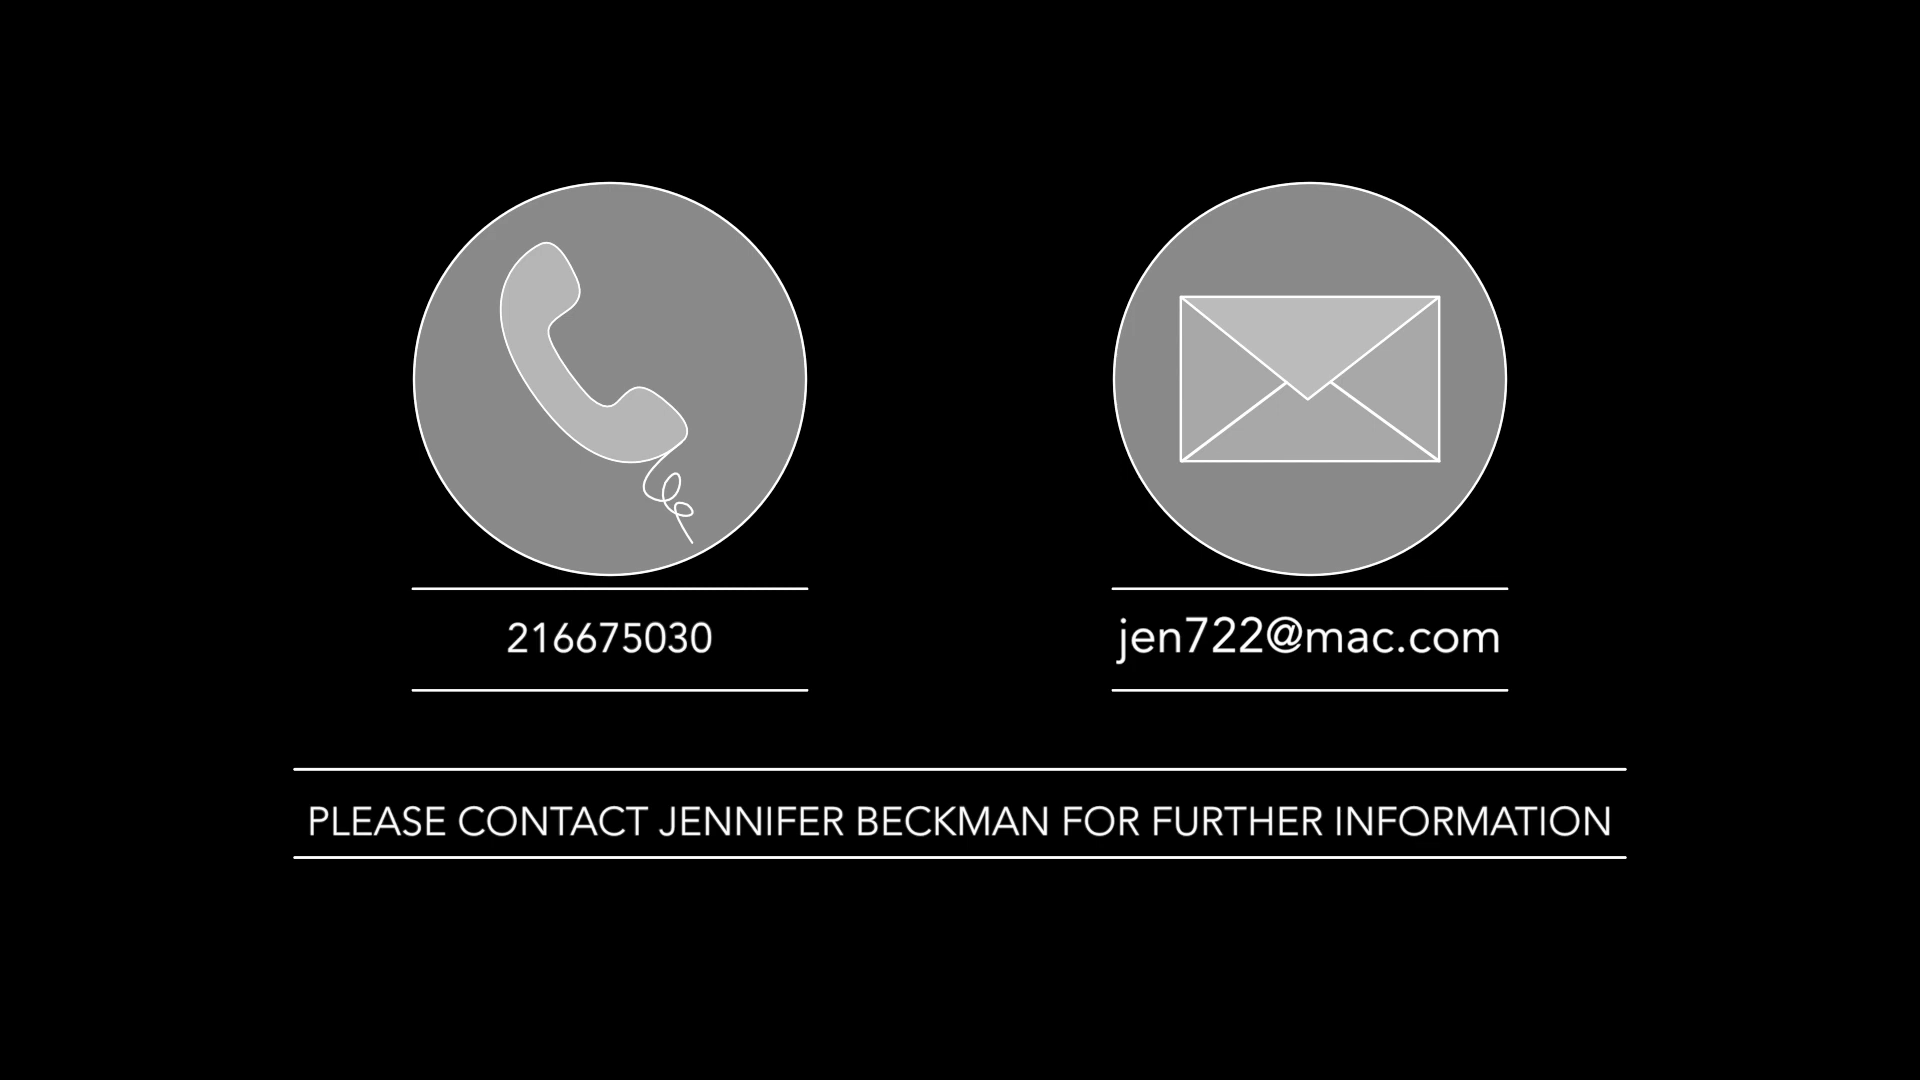 216675030
jen722@mac.com
PLEASE CONTACT JENNIFER BECKMAN FOR FURTHER INFORMATION